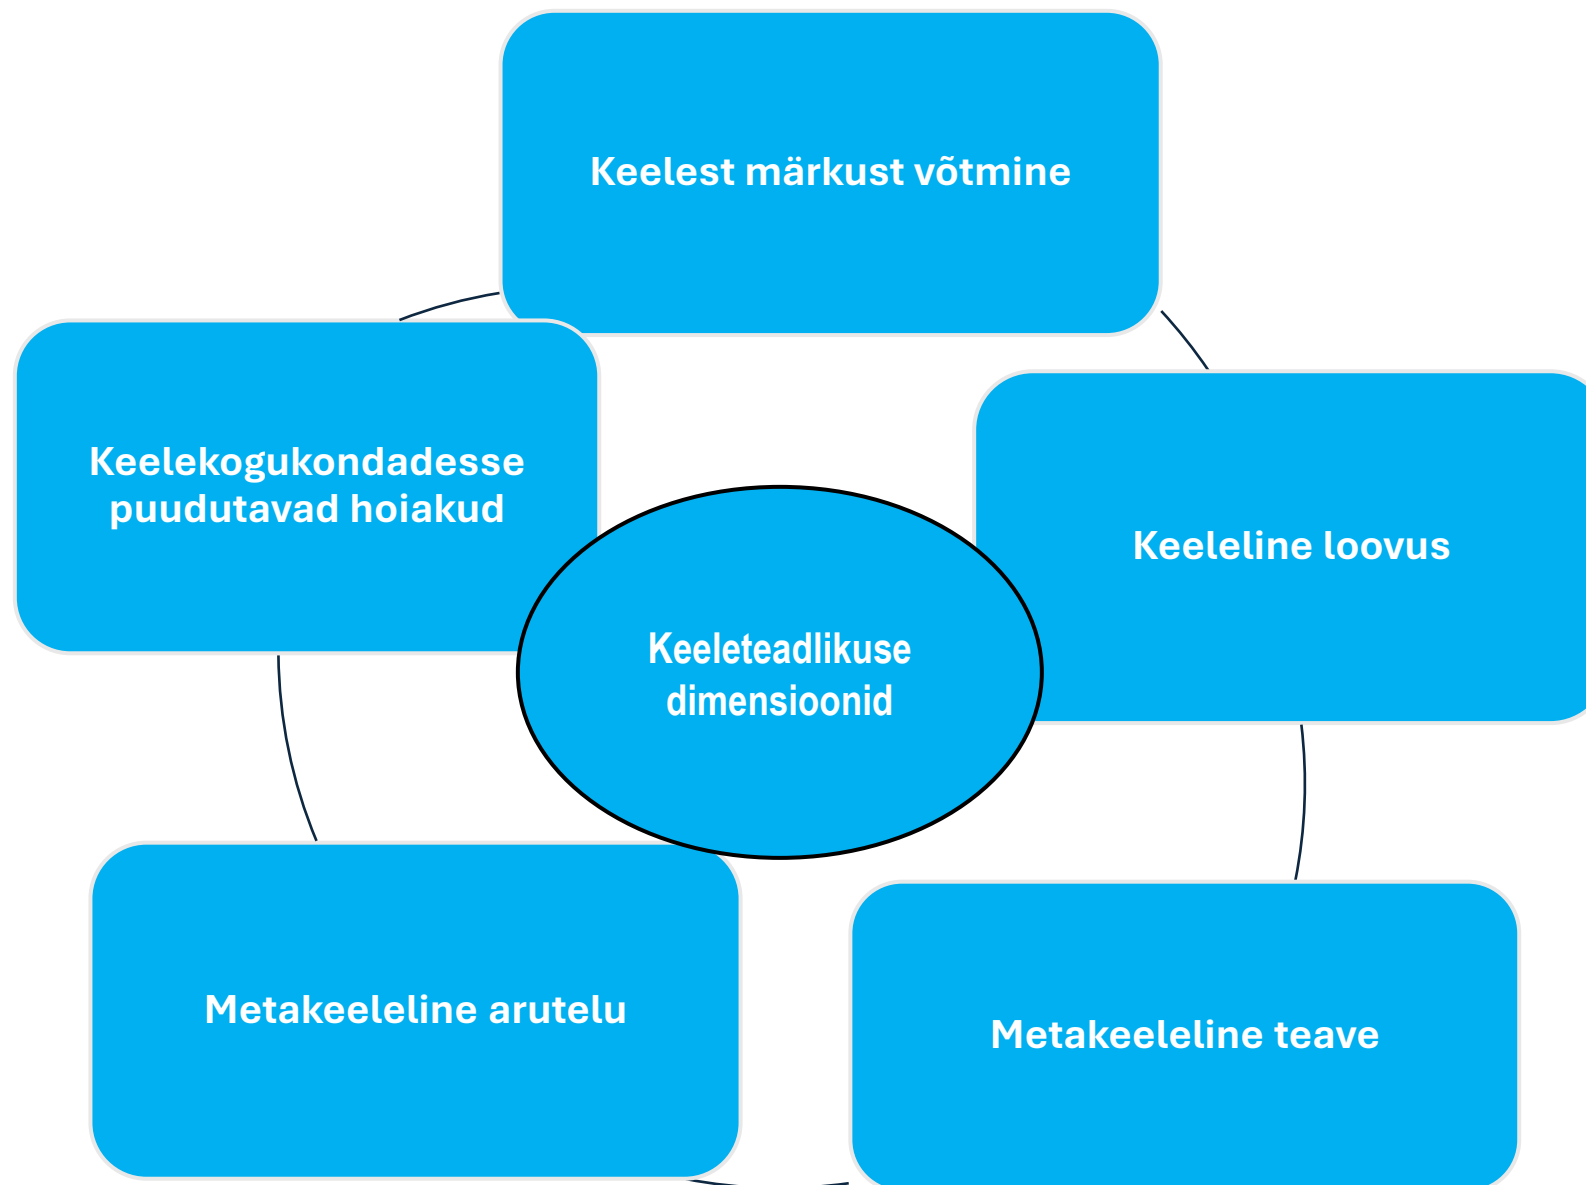 Keelest märkust võtmine
Keelekogukondadesse
puudutavad hoiakud
Keeleline loovus
Keeleteadlikuse
dimensioonid
Metakeeleline arutelu
Metakeeleline teave